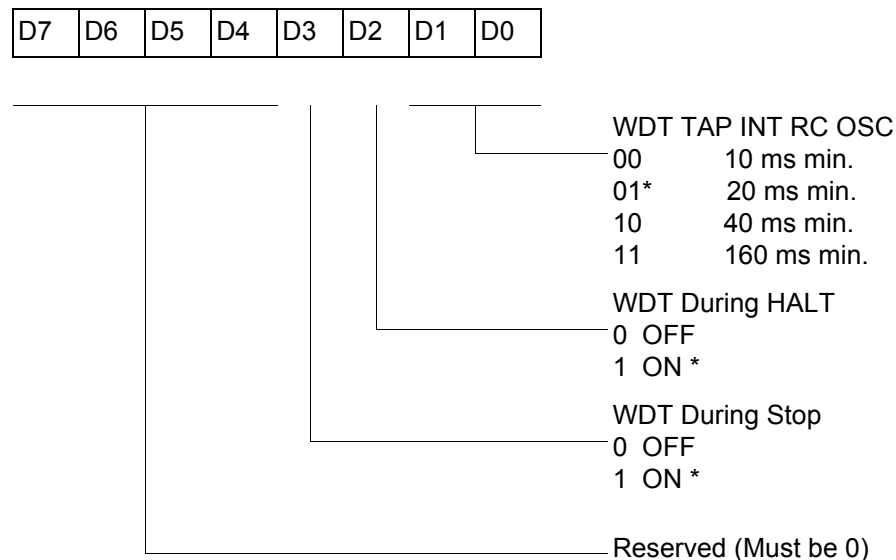 D7 D6 D5 D4 D3 D2 D1 D0
WDT TAP INT RC OSC
00 10 ms min.
01* 20 ms min.
10 40 ms min.
11 160 ms min.
WDT During HALT
0 OFF
1 ON *
WDT During Stop
0 OFF
1 ON *
Reserved (Must be 0)